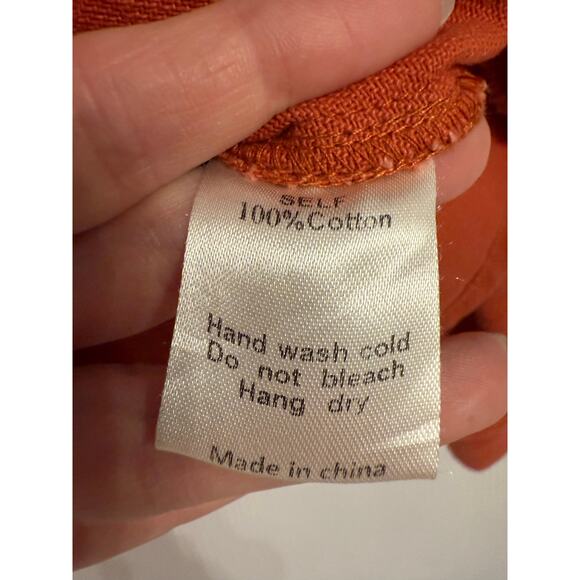 SELF
100%Cotton
Hand wash cold
Do not bleach
Hang dry
Made in china